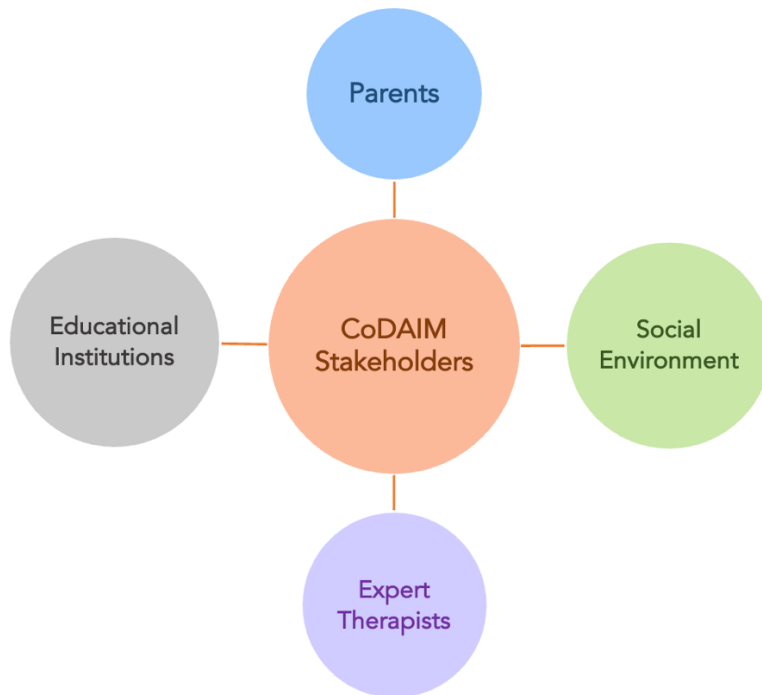 Parents
Educational
Institutions
CoDAIM
Stakeholders
Social
Environment
Expert
Therapists